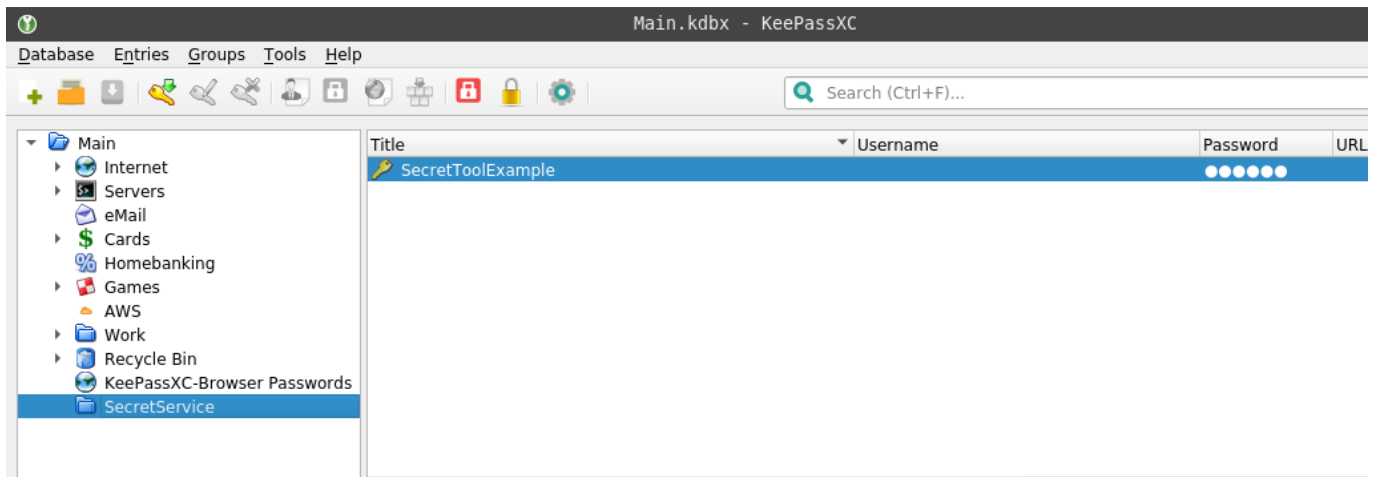 Main.kdbx - KeePassXC
Database Entries Groups Tools Help
Search (Ctrl+F)...
Main
Internet
Servers
eMail
Cards
Homebanking
Games
AWS
Work
Recycle Bin
KeePassXC-Browser Passwords
SecretService
Title Username Password URL
SecretToolExample ●●●●●●